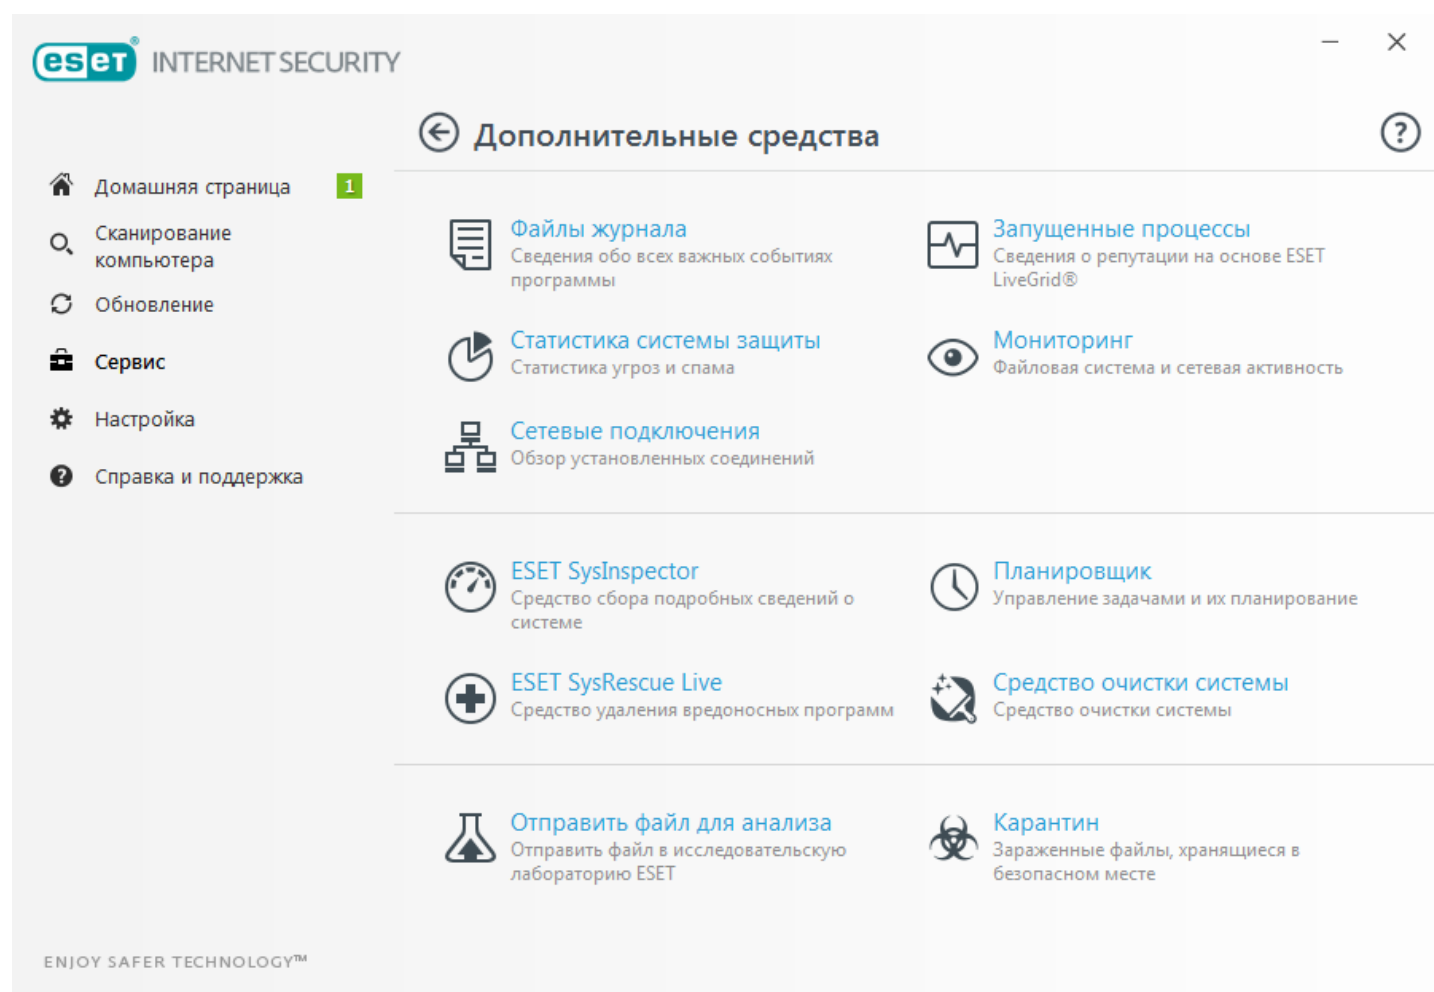 eset® INTERNET SECURITY
Дополнительные средства
?
Домашняя страница 1
Сканирование
компьютера
Обновление
Сервис
Настройка
? Справка и поддержка
Файлы журнала
Сведения обо всех важных событиях
программы
Запущенные процессы
Сведения о репутации на основе ESET
LiveGrid®
Статистика системы защиты
Статистика угроз и спама
Мониторинг
Файловая система и сетевая активность
Сетевые подключения
Обзор установленных соединений
ESET SysInspector
Средство сбора подробных сведений о
системе
Планировщик
Управление задачами и их планирование
ESET SysRescue Live
Средство удаления вредоносных программ
Средство очистки системы
Средство очистки системы
Отправить файл для анализа
Отправить файл в исследовательскую
лабораторию ESET
Карантин
Зараженные файлы, хранящиеся в
безопасном месте
ENJOY SAFER TECHNOLOGY™